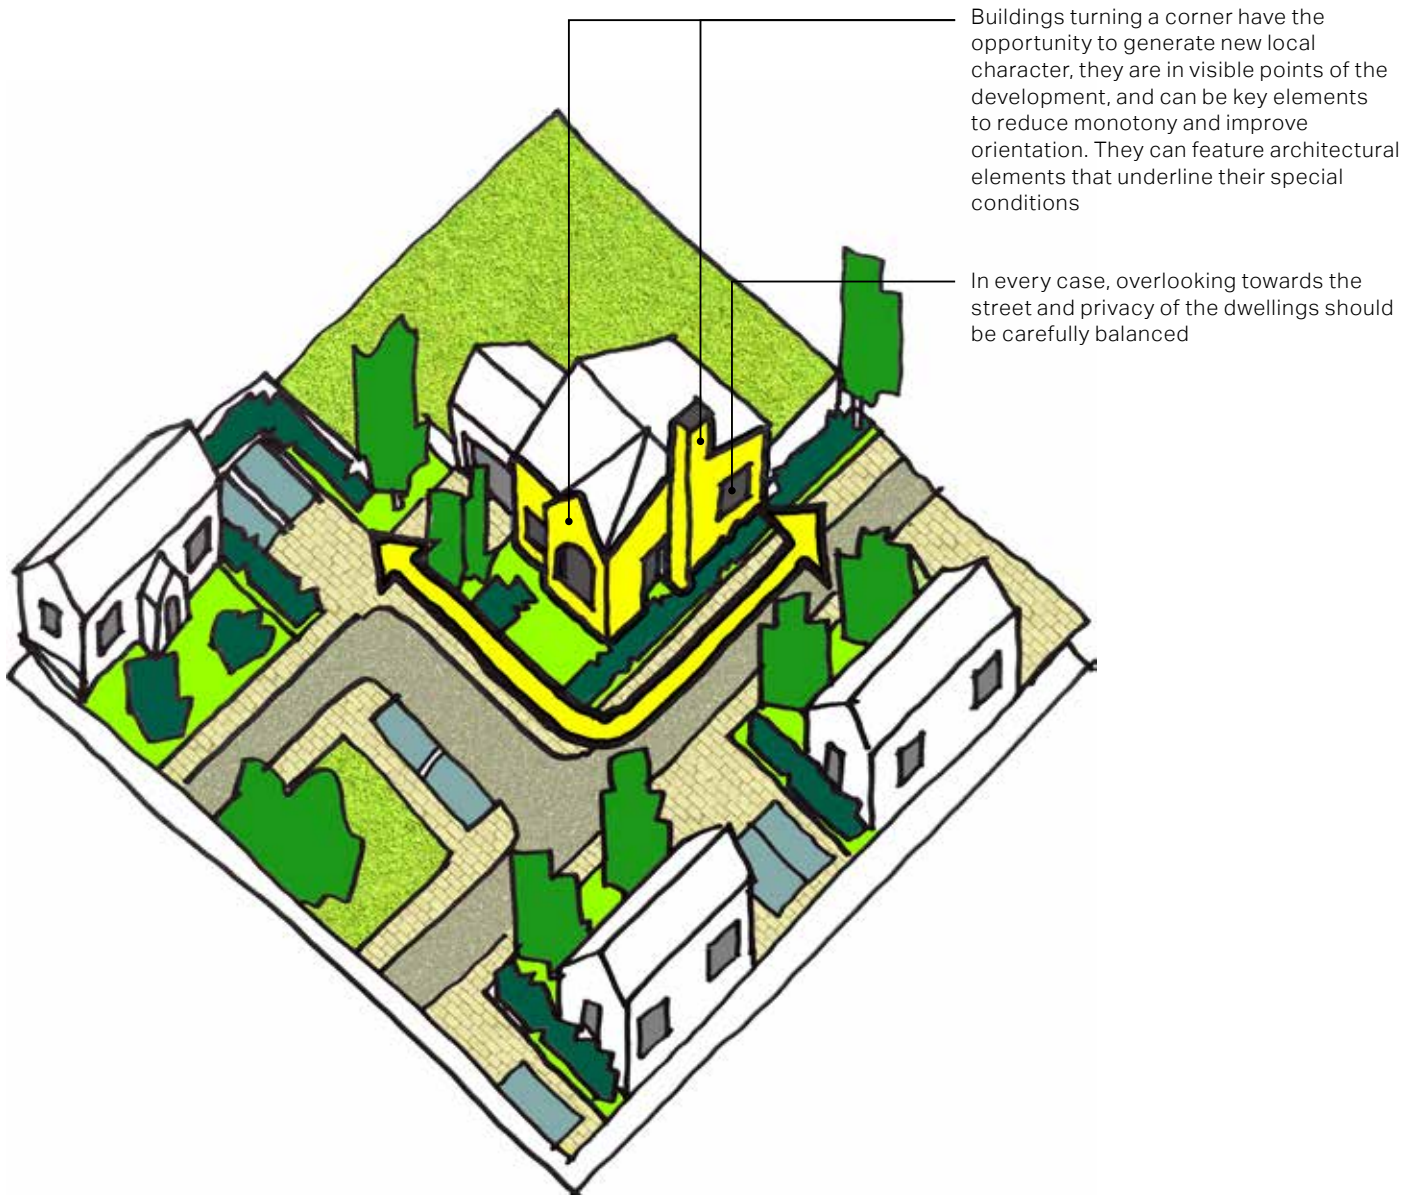 Buildings turning a corner have the
opportunity to generate new local
character, they are in visible points of the
development, and can be key elements
to reduce monotony and improve
orientation. They can feature architectural
elements that underline their special
conditions
In every case, overlooking towards the
street and privacy of the dwellings should
be carefully balanced